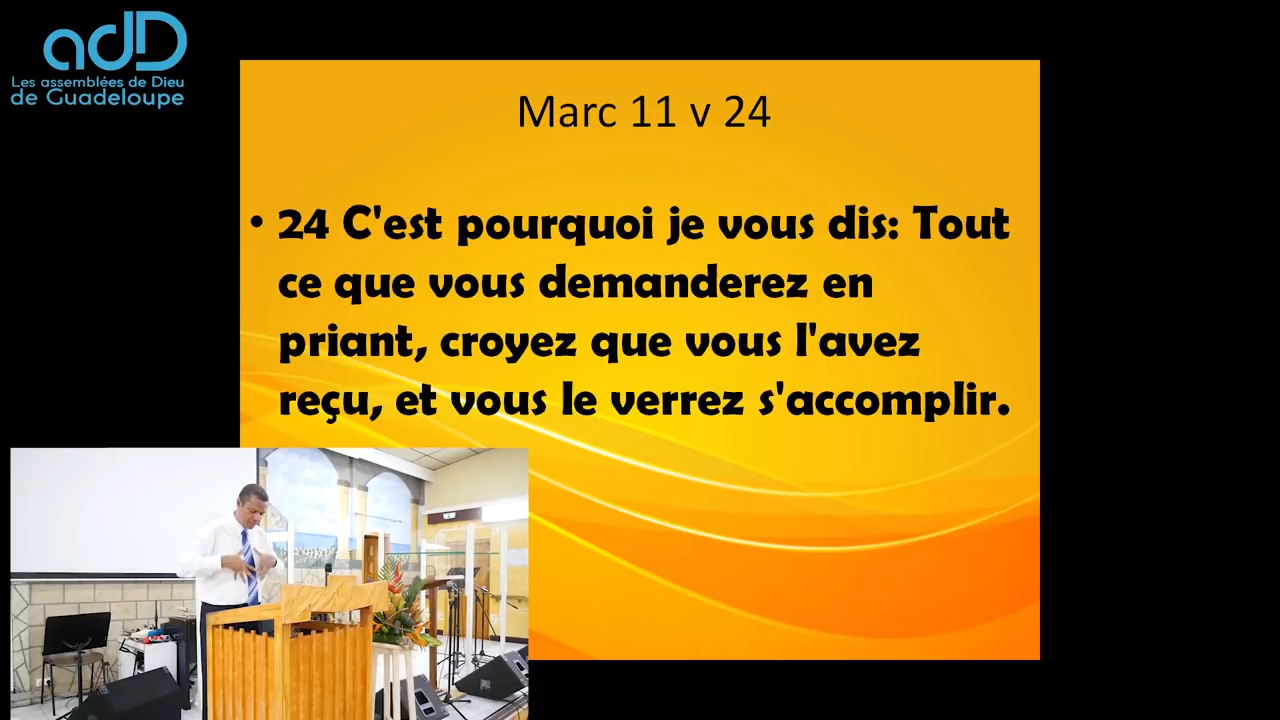 adD
Les assemblées de Dieu
de Guadeloupe
Marc 11 v 24
• 24 C'est pourquoi je vous dis: Tout
ce que vous demanderez en
priant, croyez que vous l'avez
reçu, et vous le verrez s'accomplir.